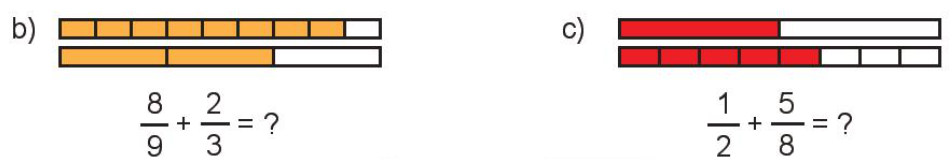 b)
8/9 + 2/3 = ?
c)
1/2 + 5/8 = ?